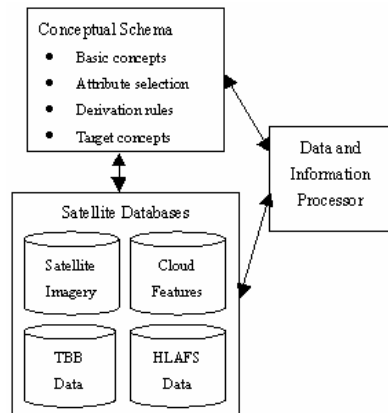 Conceptual Schema
• Basic concepts
• Attribute selection
• Derivation rules
• Target concepts
Data and
Information
Processor
Satellite Databases
Satellite
Imagery
Cloud
Features
TBB
Data
HLAFS
Data